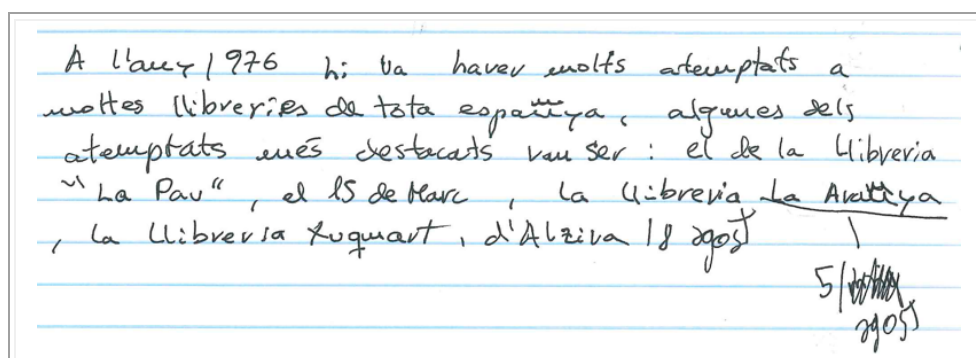 A l'any 1976 hi va haver molts atemptats a
moltes llibreries de tota espanya, algunes dels
atemptats més destacats van ser: el de la Llibreria
"La Pau", el 15 de Març, la Llibreria La
, la Llibreria Xuquart, d'Alzira 18 agost
5/
agost